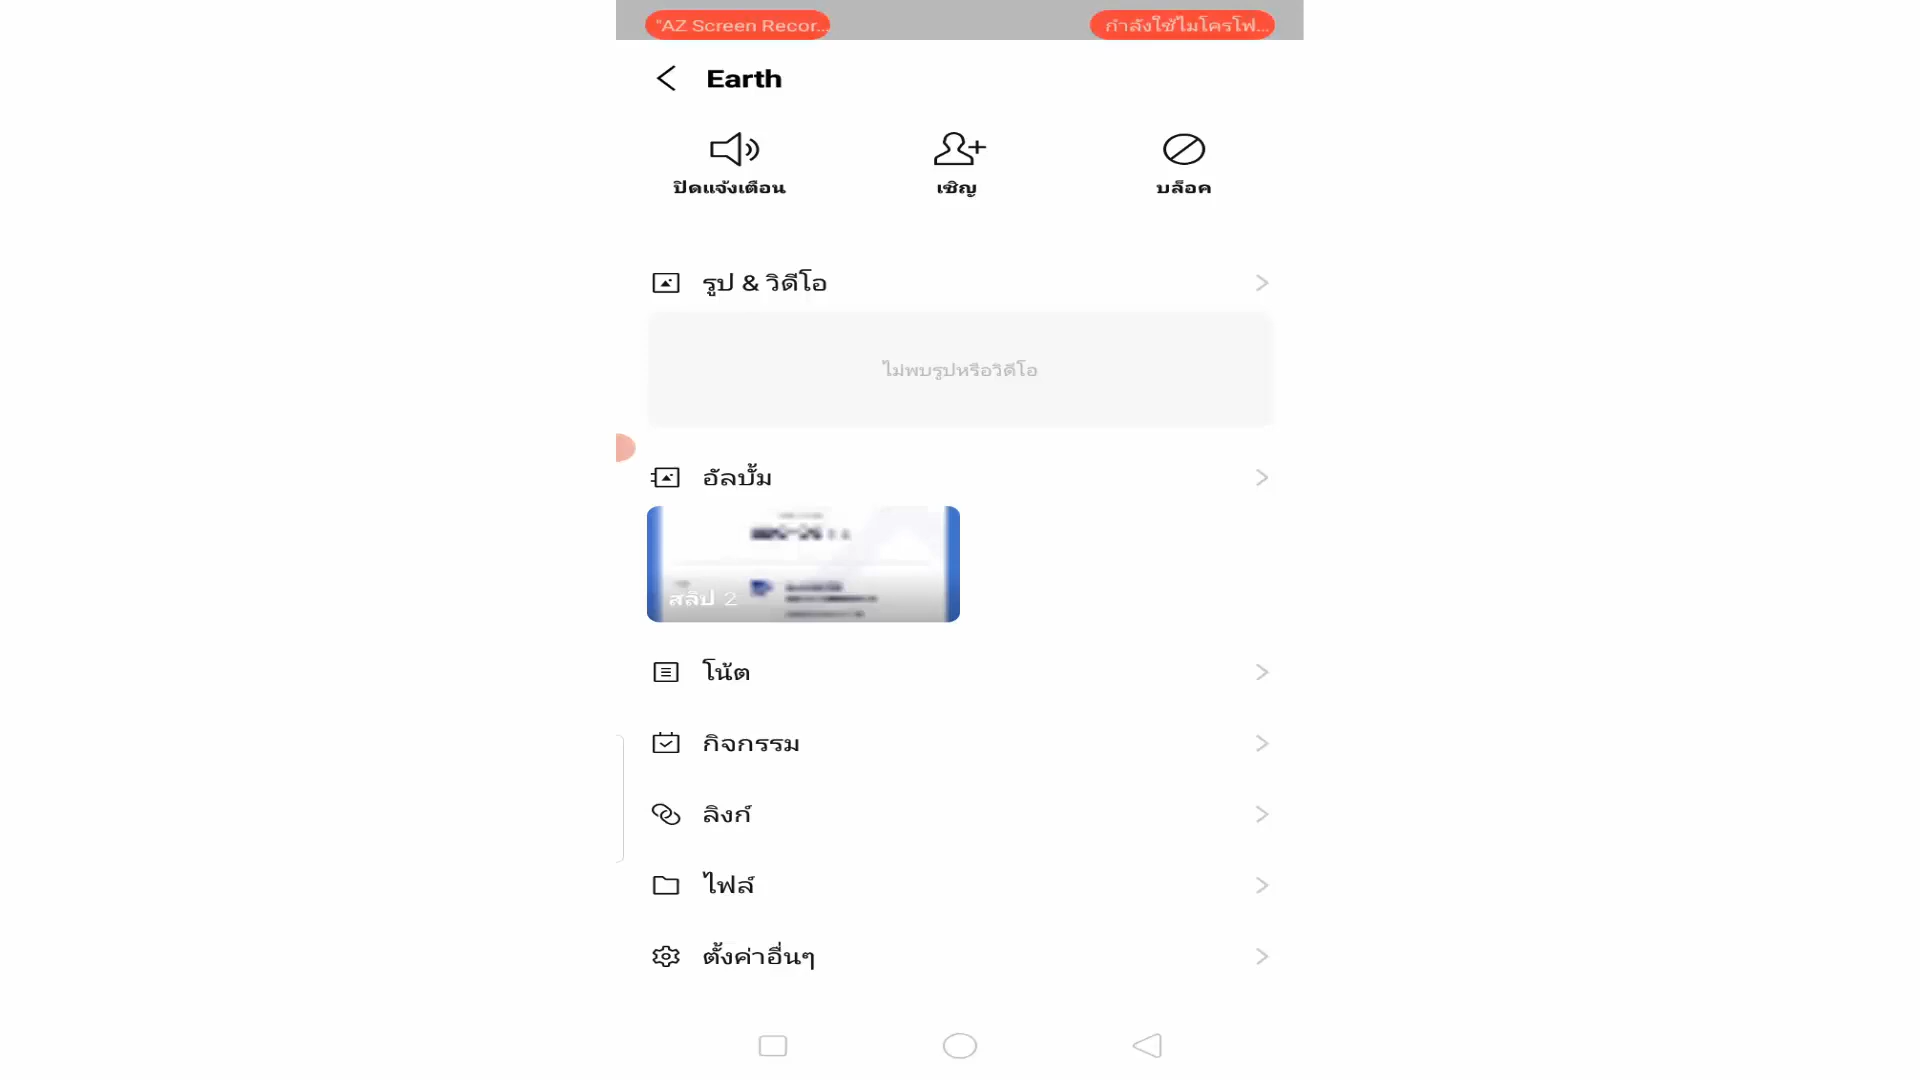 "AZ Screen Recor...
กำลังใช้ไมโครโฟ...
Earth
ปิดแจ้งเตือน
เชิญ
บล็อค
รูป & วิดีโอ
ไม่พบรูปหรือวิดีโอ
อัลบั้ม
สลิป 2
โน้ต
กิจกรรม
ลิงก์
ไฟล์
ตั้งค่าอื่นๆ